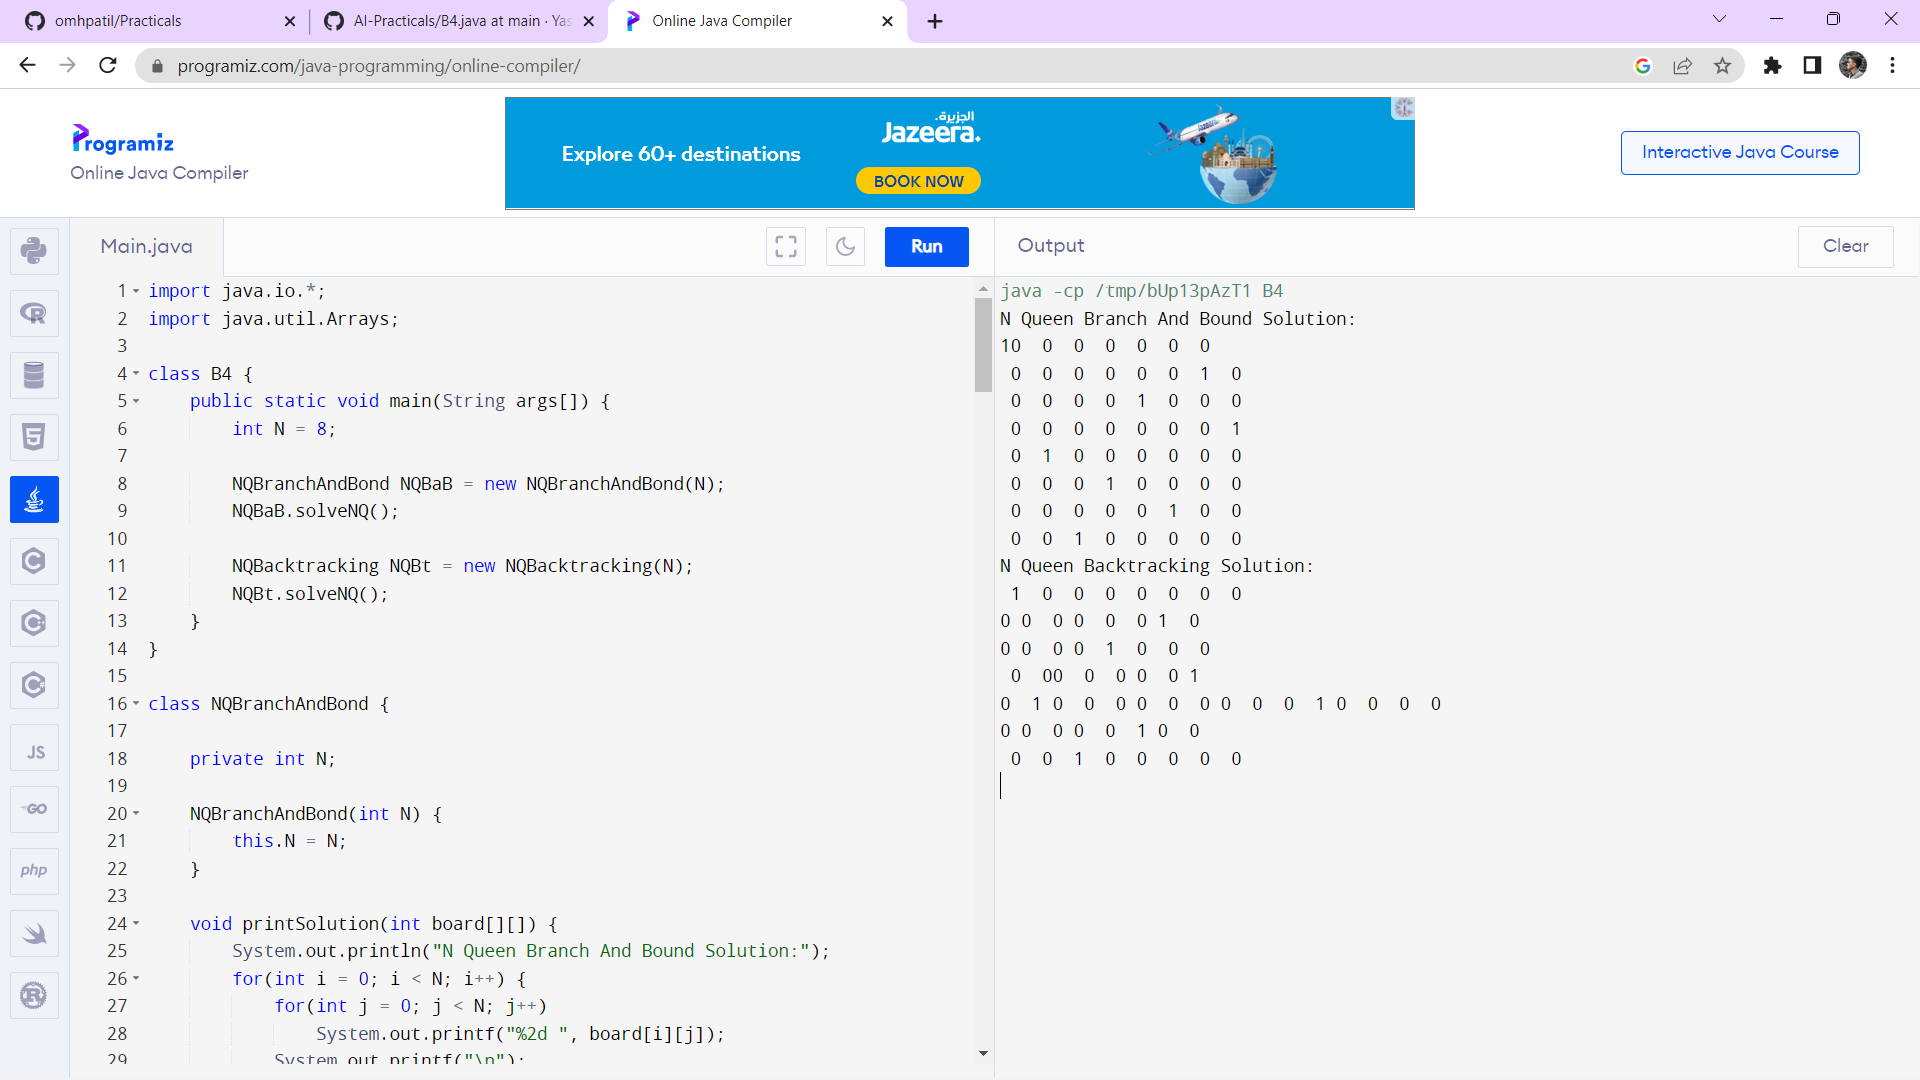 omhpatil/Practicals
AI-Practicals/B4.java at main · Yas
Online Java Compiler
programiz.com/java-programming/online-compiler/
Programiz
Online Java Compiler
Explore 60+ destinations
الجزيرة.
Jazeera.
BOOK NOW
Interactive Java Course
Main.java
Run
Output
Clear
JS
GO
php
1 import java.io.*;
2 import java.util.Arrays;
3
4 class B4 {
5 public static void main(String args[]) {
6 int N = 8;
7
8 NQBranchAndBond NQBaB = new NQBranchAndBond(N);
9 NQBaB.solveNQ();
10
11 NQBacktracking NQBt = new NQBacktracking(N);
12 NQBt.solveNQ();
13 }
14 }
15
16 class NQBranchAndBond {
17
18 private int N;
19
20 NQBranchAndBond(int N) {
21 this.N = N;
22 }
23
24 void printSolution(int board[][]) {
25 System.out.println("N Queen Branch And Bound Solution:");
26 for(int i = 0; i < N; i++) {
27 for(int j = 0; j < N; j++)
28 System.out.printf("%2d ", board[i][j]);
29 System.out.printf("\n");
java -cp /tmp/bUp13pAzT1 B4
N Queen Branch And Bound Solution:
10  0  0  0  0  0  0
 0  0  0  0  0  0  1  0
 0  0  0  0  1  0  0  0
 0  0  0  0  0  0  0  1
 0  1  0  0  0  0  0  0
 0  0  0  1  0  0  0  0
 0  0  0  0  0  1  0  0
 0  0  1  0  0  0  0  0
N Queen Backtracking Solution:
 1  0  0  0  0  0  0  0
0 0  0 0  0  0 1  0
0 0  0 0  1  0  0  0
 0  00  0  0 0  0 1
0  1 0  0  0 0  0  0 0  0  0  1 0  0  0  0
0 0  0 0  0  1 0  0
 0  0  1  0  0  0  0  0